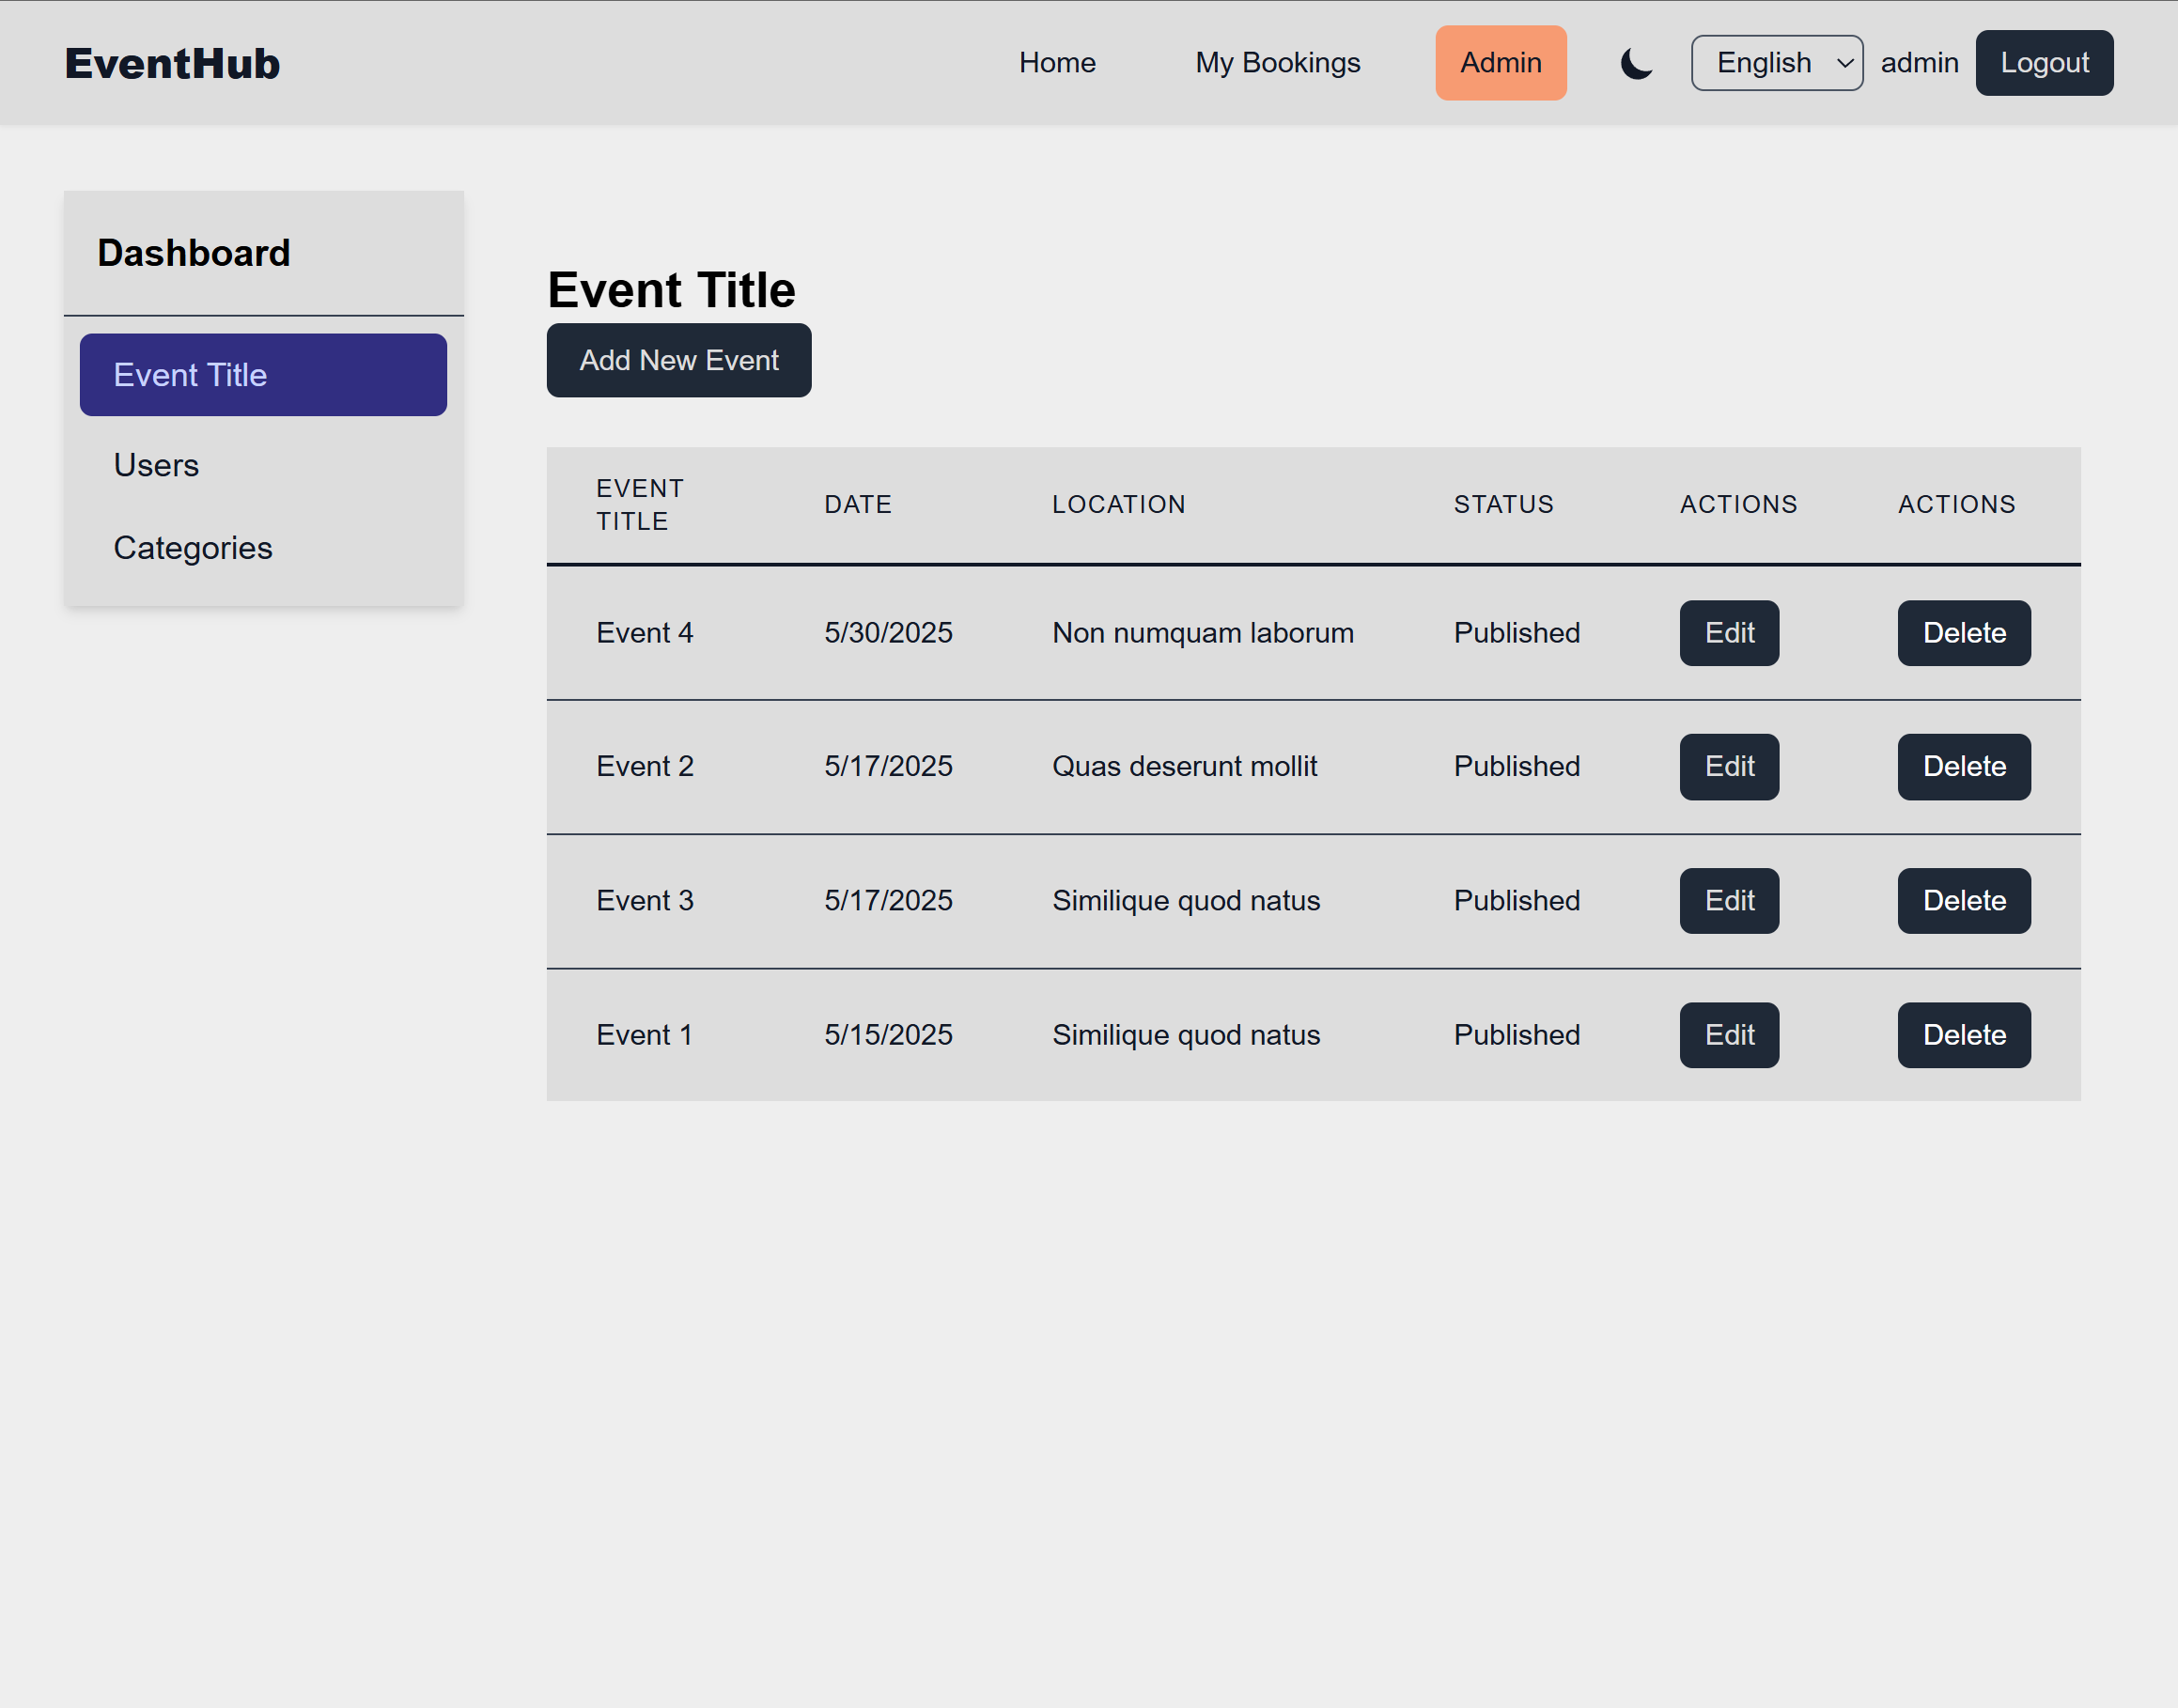 EventHub
Home My Bookings Admin English admin Logout
Dashboard
Event Title
Users
Categories
Event Title
Add New Event
EVENT TITLE DATE LOCATION STATUS ACTIONS ACTIONS
Event 4 5/30/2025 Non numquam laborum Published Edit Delete
Event 2 5/17/2025 Quas deserunt mollit Published Edit Delete
Event 3 5/17/2025 Similique quod natus Published Edit Delete
Event 1 5/15/2025 Similique quod natus Published Edit Delete